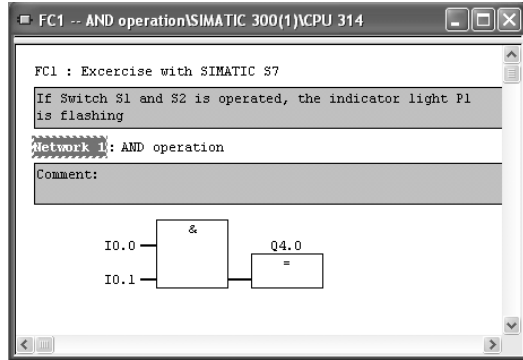 FC1 -- AND operation\SIMATIC 300(1)\CPU 314
FC1 : Excercise with SIMATIC S7
If Switch S1 and S2 is operated, the indicator light P1
is flashing
Network 1: AND operation
Comment:
&
I0.0
Q4.0
=
I0.1